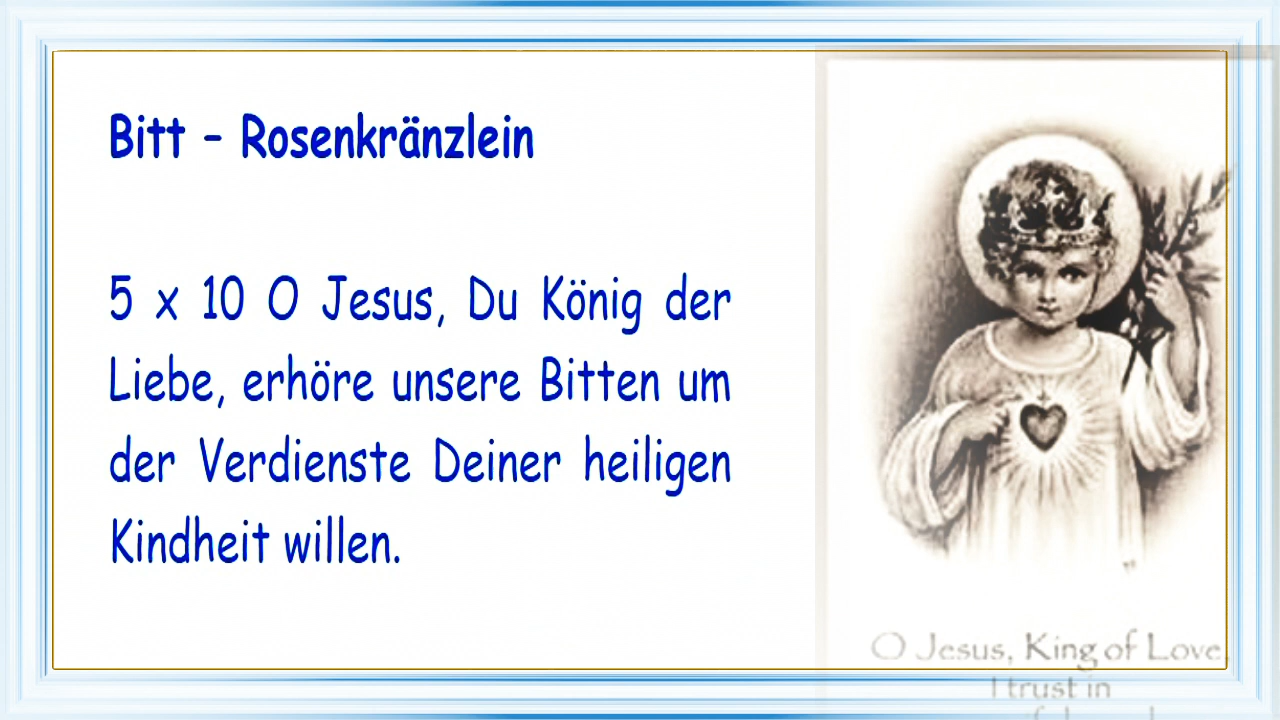 Bitt – Rosenkränzlein
5 x 10 O Jesus, Du König der
Liebe, erhöre unsere Bitten um
der Verdienste Deiner heiligen
Kindheit willen.
O Jesus, King of Love,
I trust in